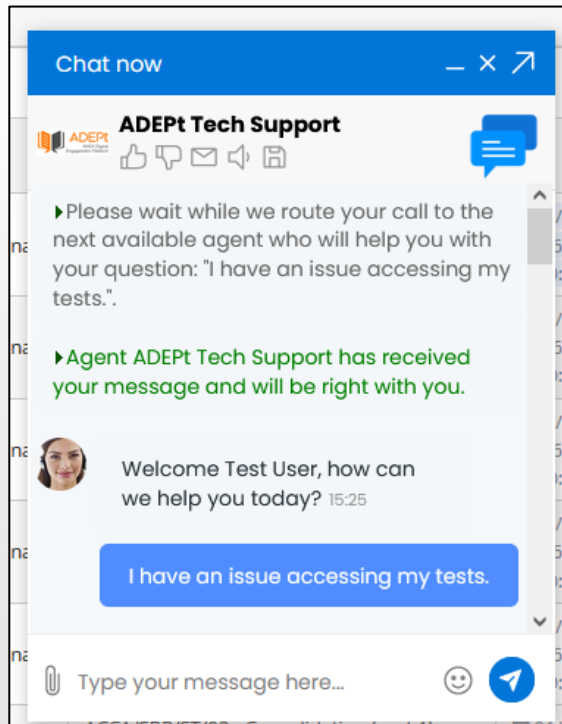 Chat now
ADEPt
ADEPt Tech Support
Please wait while we route your call to the
next available agent who will help you with
your question: "I have an issue accessing my
tests.".
Agent ADEPt Tech Support has received
your message and will be right with you.
Welcome Test User, how can
we help you today? 15:25
I have an issue accessing my tests.
Type your message here...